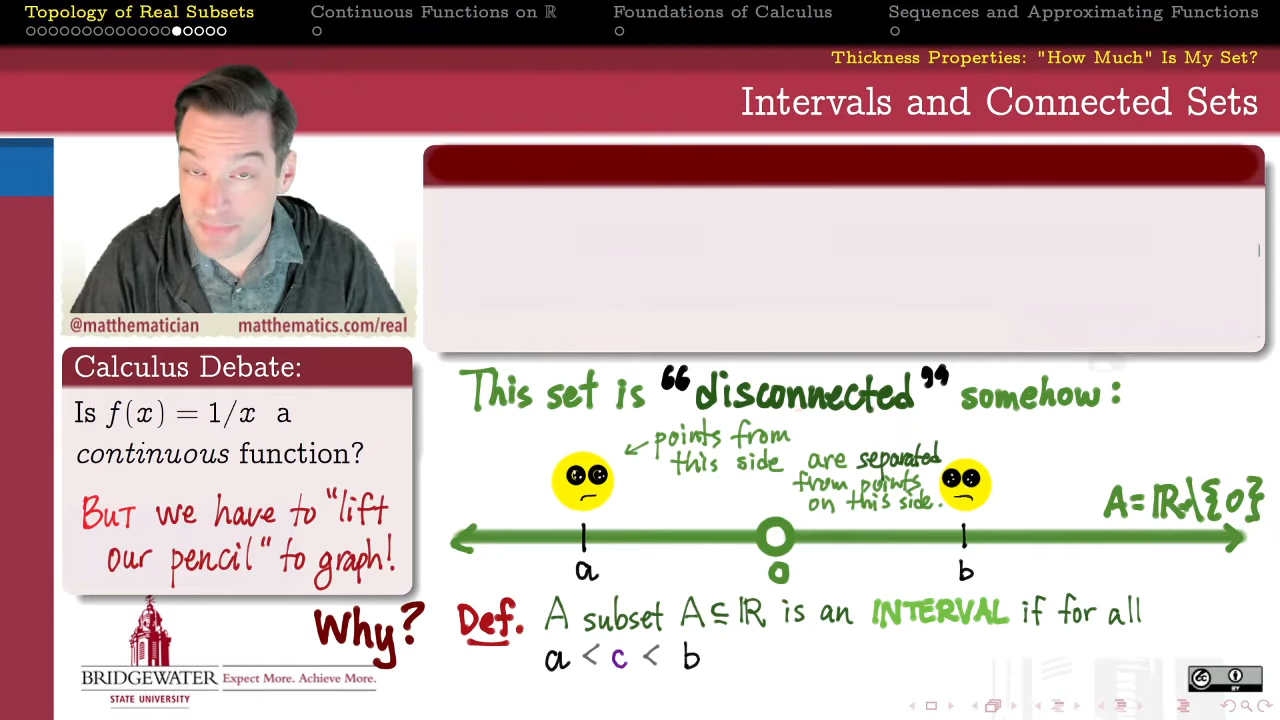 Topology of Real Subsets
Continuous Functions on ℝ
Foundations of Calculus
Sequences and Approximating Functions
Thickness Properties: "How Much" Is My Set?
Intervals and Connected Sets
@matthematician matthematics.com/real
Calculus Debate:
Is f(x) = 1/x a
continuous function?
BUT we have to "lift
our pencil" to graph!
Why?
This set is "disconnected" somehow:
points from
this side
are separated
from points
on this side.
A=ℝ\{0}
a
0
b
Def. A subset A⊆ℝ is an INTERVAL if for all
a < c < b
BRIDGEWATER
STATE UNIVERSITY
Expect More. Achieve More.
cc
BY